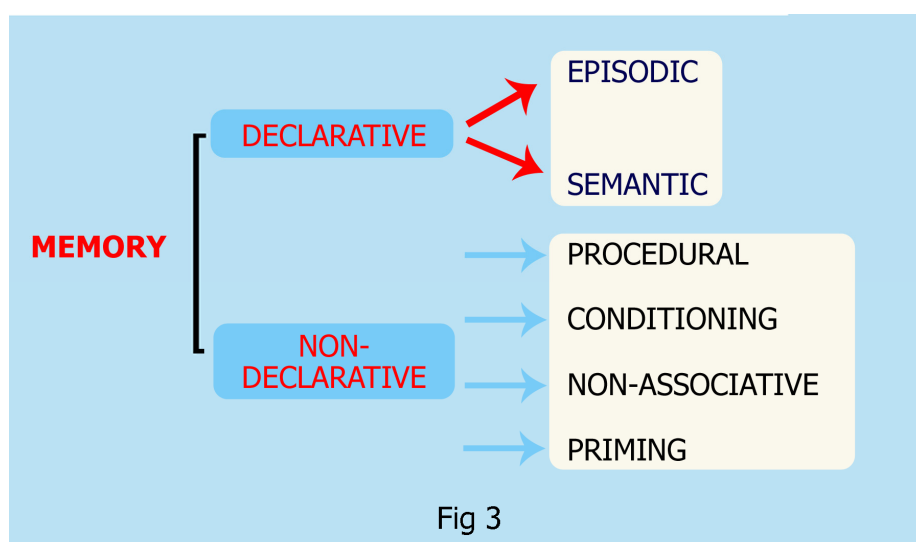 MEMORY
DECLARATIVE
EPISODIC
SEMANTIC
NON-
DECLARATIVE
PROCEDURAL
CONDITIONING
NON-ASSOCIATIVE
PRIMING
Fig 3